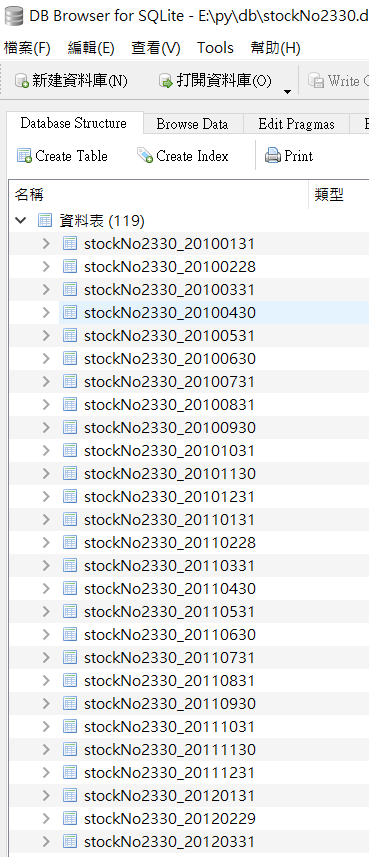 DB Browser for SQLite - E:\py\db\stockNo2330.d
檔案(F) 編輯(E) 查看(V) Tools 幫助(H)
新建資料庫(N) 打開資料庫(O) Write
Database Structure Browse Data Edit Pragmas
Create Table Create Index Print
名稱 類型
資料表 (119)
stockNo2330_20100131
stockNo2330_20100228
stockNo2330_20100331
stockNo2330_20100430
stockNo2330_20100531
stockNo2330_20100630
stockNo2330_20100731
stockNo2330_20100831
stockNo2330_20100930
stockNo2330_20101031
stockNo2330_20101130
stockNo2330_20101231
stockNo2330_20110131
stockNo2330_20110228
stockNo2330_20110331
stockNo2330_20110430
stockNo2330_20110531
stockNo2330_20110630
stockNo2330_20110731
stockNo2330_20110831
stockNo2330_20110930
stockNo2330_20111031
stockNo2330_20111130
stockNo2330_20111231
stockNo2330_20120131
stockNo2330_20120229
stockNo2330_20120331